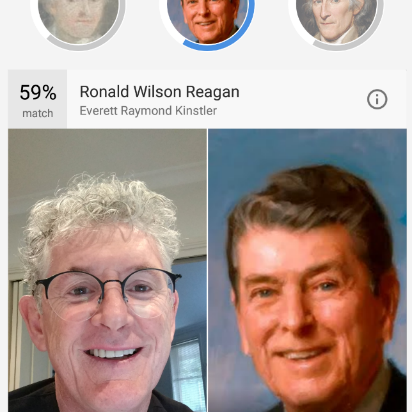 59%
match
Ronald Wilson Reagan
Everett Raymond Kinstler